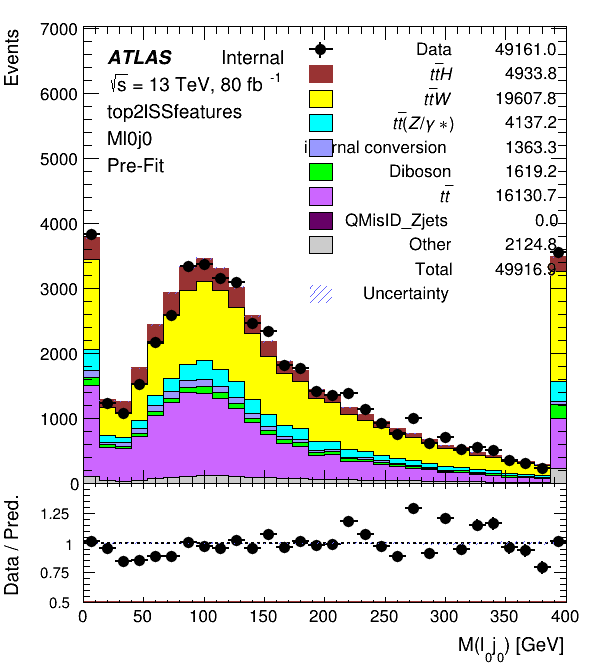 Events
7000
6000
5000
4000
3000
2000
1000
0
ATLAS Internal
√s = 13 TeV, 80 fb⁻¹
top2lSSfeatures
Ml0j0
Pre-Fit
Data 49161.0
tt̄H 4933.8
tt̄W 19607.8
tt̄(Z/γ*) 4137.2
rnal conversion 1363.3
Diboson 1619.2
tt̄ 16130.7
QMisID_Zjets 0.0
Other 2124.8
Total 49916.9
Uncertainty
Data / Pred.
1.25
1
0.75
0.5
0 50 100 150 200 250 300 350 400
M(l₀j₀) [GeV]